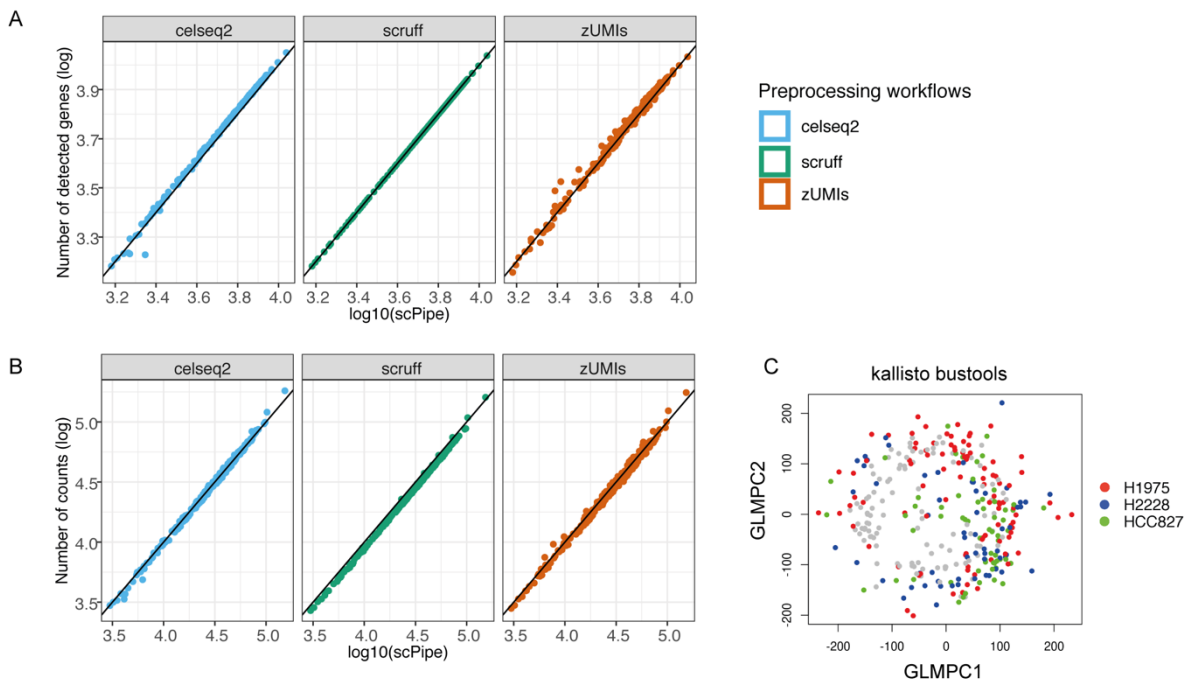 A
celseq2
scruff
zUMIs
Number of detected genes (log)
3.9
3.7
3.5
3.3
3.2
3.4
3.6
3.8
4.0
3.2
3.4
3.6
3.8
4.0
3.2
3.4
3.6
3.8
4.0
log10(scPipe)
Preprocessing workflows
celseq2
scruff
zUMIs
B
celseq2
scruff
zUMIs
Number of counts (log)
5.0
4.5
4.0
3.5
3.5
4.0
4.5
5.0
3.5
4.0
4.5
5.0
3.5
4.0
4.5
5.0
log10(scPipe)
C
kallisto bustools
GLMPC2
200
100
0
-100
-200
-200
-100
0
100
200
GLMPC1
H1975
H2228
HCC827